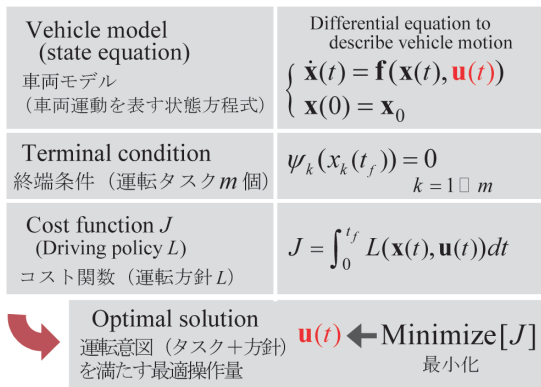 Vehicle model
(state equation)
車両モデル
(車両運動を表す状態方程式)
Differential equation to
describe vehicle motion
ẋ(t) = f(x(t), u(t))
x(0) = x₀
Terminal condition
終端条件(運転タスクm個)
ψₖ(xₖ(t_f)) = 0
k = 1 □ m
Cost function J
(Driving policy L)
コスト関数(運転方針L)
J = ∫₀^{t_f} L(x(t), u(t))dt
Optimal solution
運転意図(タスク+方針)
を満たす最適操作量
u(t) ← Minimize[J]
最小化